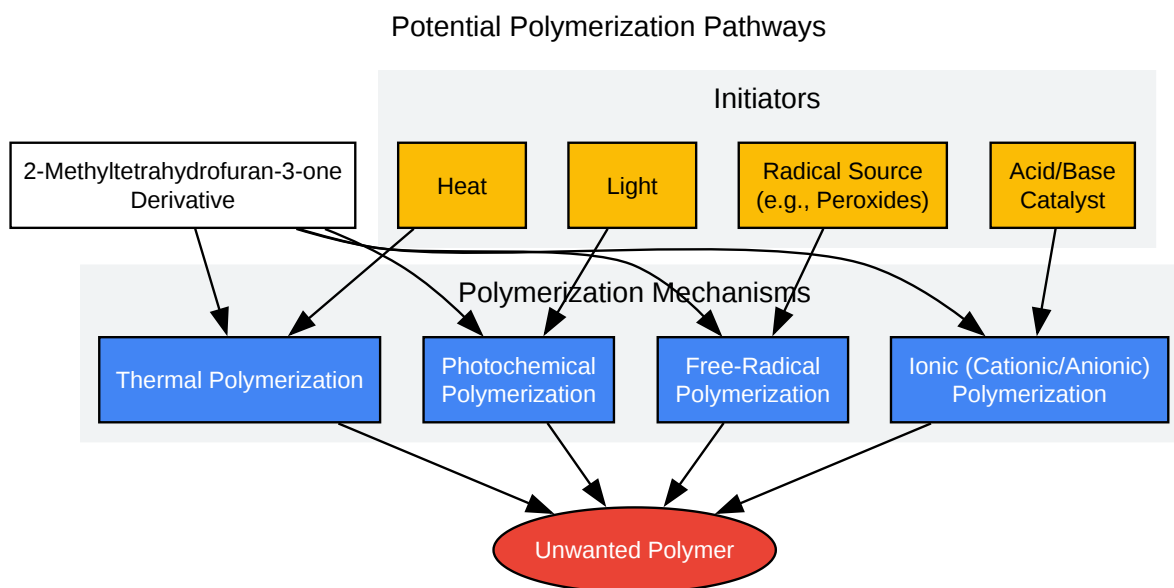 Potential Polymerization Pathways
Initiators
2-Methyltetrahydrofuran-3-one
Derivative
Heat
Light
Radical Source
(e.g., Peroxides)
Acid/Base
Catalyst
Polymerization Mechanisms
Thermal Polymerization
Photochemical
Polymerization
Free-Radical
Polymerization
Ionic (Cationic/Anionic)
Polymerization
Unwanted Polymer